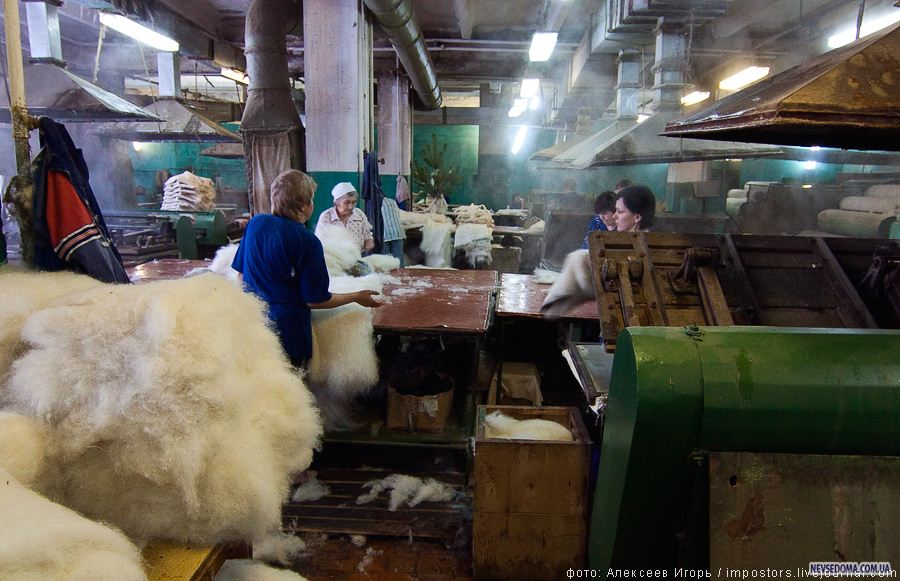 NEVSEDOMA.COM.UA
фото: Алексеев Игорь / impostors.livejournal.com